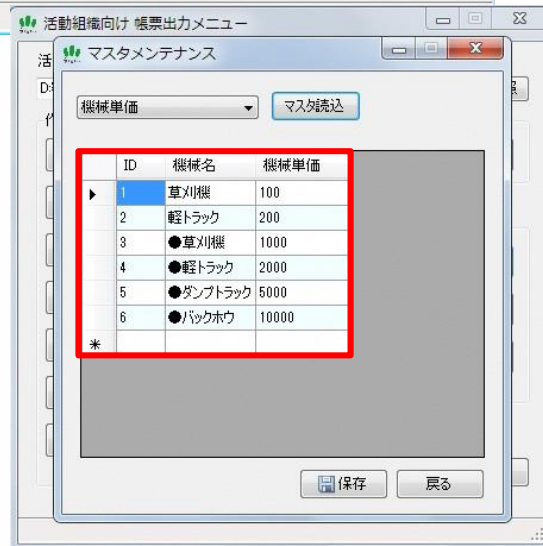 活動組織向け 帳票出力メニュー
マスタメンテナンス
活
D:
機械単価
マスタ読込
ID 機械名 機械単価
1 草刈機 100
2 軽トラック 200
3 ●草刈機 1000
4 ●軽トラック 2000
5 ●ダンプトラック 5000
6 ●バックホウ 10000
*
保存 戻る